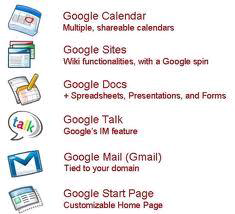 Google Calendar
Multiple, shareable calendars
Google Sites
Wiki functionalities, with a Google spin
Google Docs
+ Spreadsheets, Presentations, and Forms
talk
Google Talk
Google's IM feature
Google Mail (Gmail)
Tied to your domain
Google Start Page
Customizable Home Page